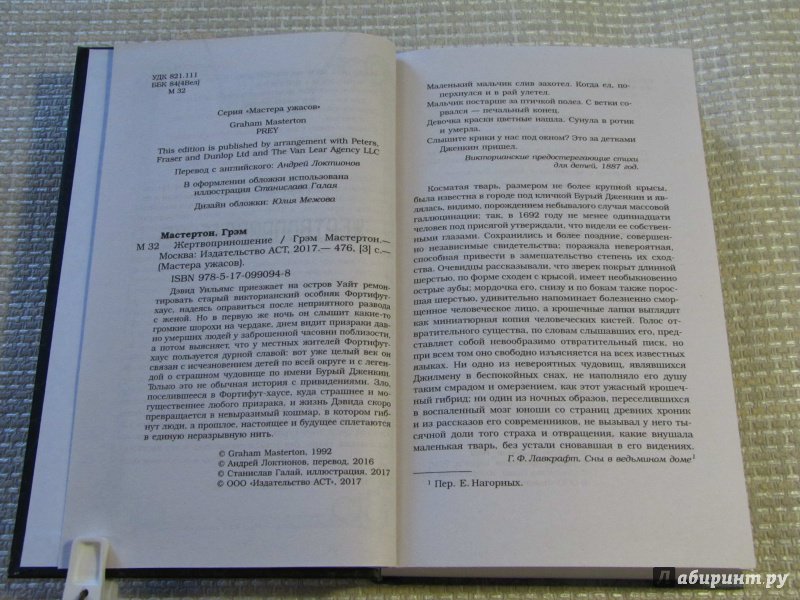 УДК 821.111
ББК 84(4Вел)
М 32
Серия «Мастера ужасов»
Graham Masterton
PREY
This edition is published by arrangement with Peters,
Fraser and Dunlop Ltd and The Van Lear Agency LLC
Перевод с английского: Андрей Локтионов
В оформлении обложки использована
иллюстрация Станислава Галая
Дизайн обложки: Юлия Межова
Мастертон, Грэм
М 32 Жертвоприношение / Грэм Мастертон.—
Москва: Издательство АСТ, 2017.— 476, [3] с.—
(Мастера ужасов).
ISBN 978-5-17-099094-8
Дэвид Уильямс приезжает на остров Уайт ремон-
тировать старый викторианский особняк Фортифут-
хаус, надеясь оправиться после неприятного развода
с женой. Но в первую же ночь он слышит какие-то
громкие шорохи на чердаке, днем видит призраки дав-
но умерших людей у заброшенной часовни поблизости,
а потом выясняет, что у местных жителей Фортифут-
хаус пользуется дурной славой: вот уже целый век он
связан с исчезновением детей по всей округе и с леген-
дой о страшном чудовище по имени Бурый Дженкин.
Только это не обычная история с привидениями. Зло,
поселившееся в Фортифут-хаусе, куда страшнее и мо-
гущественнее любого призрака, и жизнь Дэвида скоро
превращается в невыразимый кошмар, в котором гиб-
нут люди, а прошлое, настоящее и будущее сплетаются
в единую неразрывную нить.
© Graham Masterton, 1992
© Андрей Локтионов, перевод, 2016
© Станислав Галай, иллюстрация, 2017
© ООО «Издательство АСТ», 2017
Маленький мальчик слив захотел. Когда ел, по-
перхнулся и в рай улетел.
Мальчик постарше за птичкой полез. С ветки со-
рвался — печальный конец.
Девочка краски цветные нашла. Сунула в ротик
и умерла.
Слышите крики у нас под окном? Это за детками
Дженкин пришел.
Викторианские предостерегающие стихи
для детей, 1887 год.
Косматая тварь, размером не более крупной крысы,
была известна в городе под кличкой Бурый Дженкин и яв-
лялась, видимо, порождением небывалого случая массовой
галлюцинации; так, в 1692 году не менее одиннадцати
человек под присягой утверждали, что видели ее собствен-
ными глазами. Сохранились и более поздние, совершен-
но независимые свидетельства; поражала невероятная,
способная привести в замешательство степень их сход-
ства. Очевидцы рассказывали, что зверек покрыт длинной
шерстью, по форме сходен с крысой, имеет необыкновенно
острые зубы; мордочка его, снизу и по бокам также порос-
шая шерстью, удивительно напоминает болезненно смор-
щенное человеческое лицо, а крошечные лапки выглядят
как миниатюрная копия человеческих кистей. Голос от-
вратительного существа, по словам слышавших его, пред-
ставляет собой невообразимо отвратительный писк, но
при всем том оно свободно изъясняется на всех известных
языках. Ни одно из невероятных чудовищ, являвшихся
Джилмену в беспокойных снах, не наполняло его душу
таким смрадом и омерзением, как этот ужасный крошеч-
ный гибрид; ни один из ночных образов, переселившихся
в воспаленный мозг юноши со страниц древних хроник
и из рассказов его современников, не вызывал у него ты-
сячной доли того страха и отвращения, какие внушала
маленькая тварь, без устали сновавшая в его видениях.
Г. Ф. Лавкрафт. Сны в ведьмином доме1
1 Пер. Е. Нагорных.
Лабиринт.ру